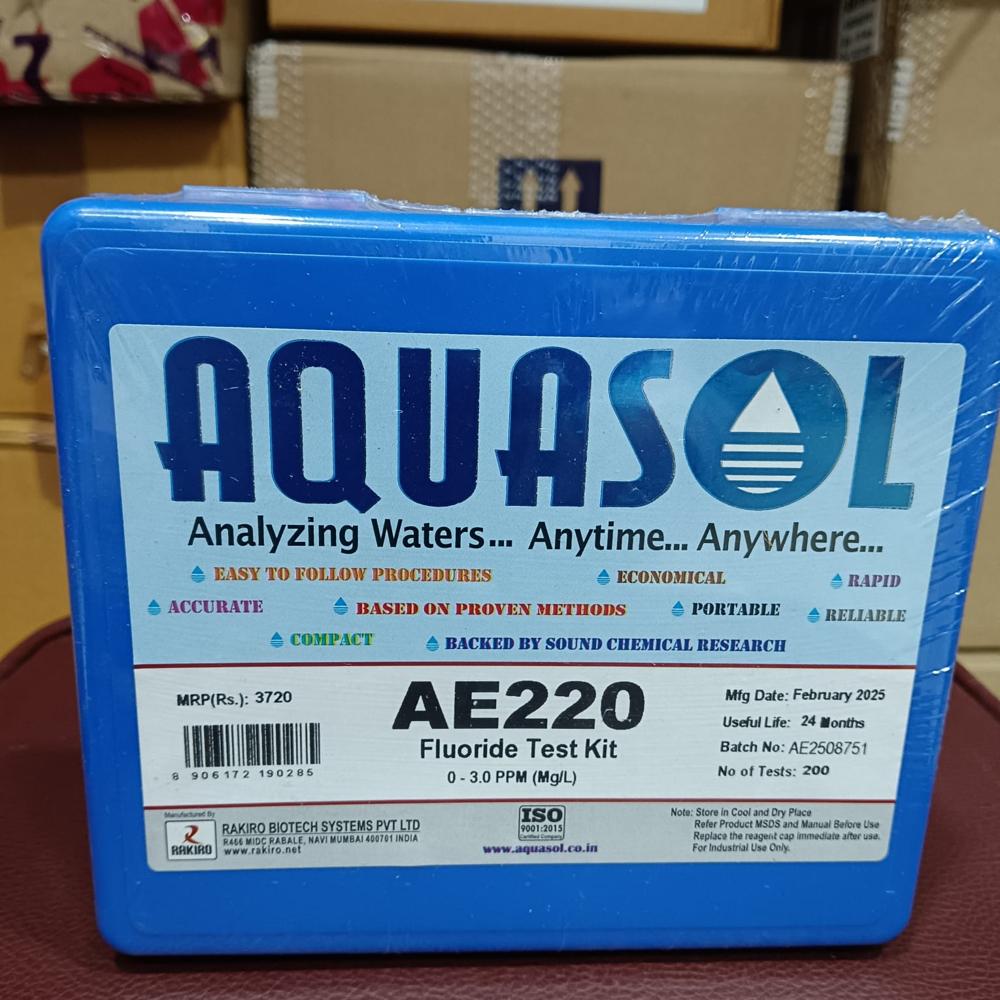 AQUASOL
Analyzing Waters... Anytime... Anywhere...
EASY TO FOLLOW PROCEDURES ECONOMICAL RAPID
ACCURATE BASED ON PROVEN METHODS PORTABLE RELIABLE
COMPACT BACKED BY SOUND CHEMICAL RESEARCH
MRP(Rs.): 3720
8 906172 190285
AE220
Fluoride Test Kit
0 - 3.0 PPM (Mg/L)
Mfg Date: February 2025
Useful Life: 24 Months
Batch No: AE2508751
No of Tests: 200
Manufactured By
RAKIRO
RAKIRO BIOTECH SYSTEMS PVT LTD
R466 MIDC RABALE, NAVI MUMBAI 400701 INDIA
www.rakiro.net
ISO
9001:2015
Certified Company
www.aquasol.co.in
Note: Store in Cool and Dry Place
Refer Product MSDS and Manual Before Use
Replace the reagent cap immediate after use.
For Industrial Use Only.